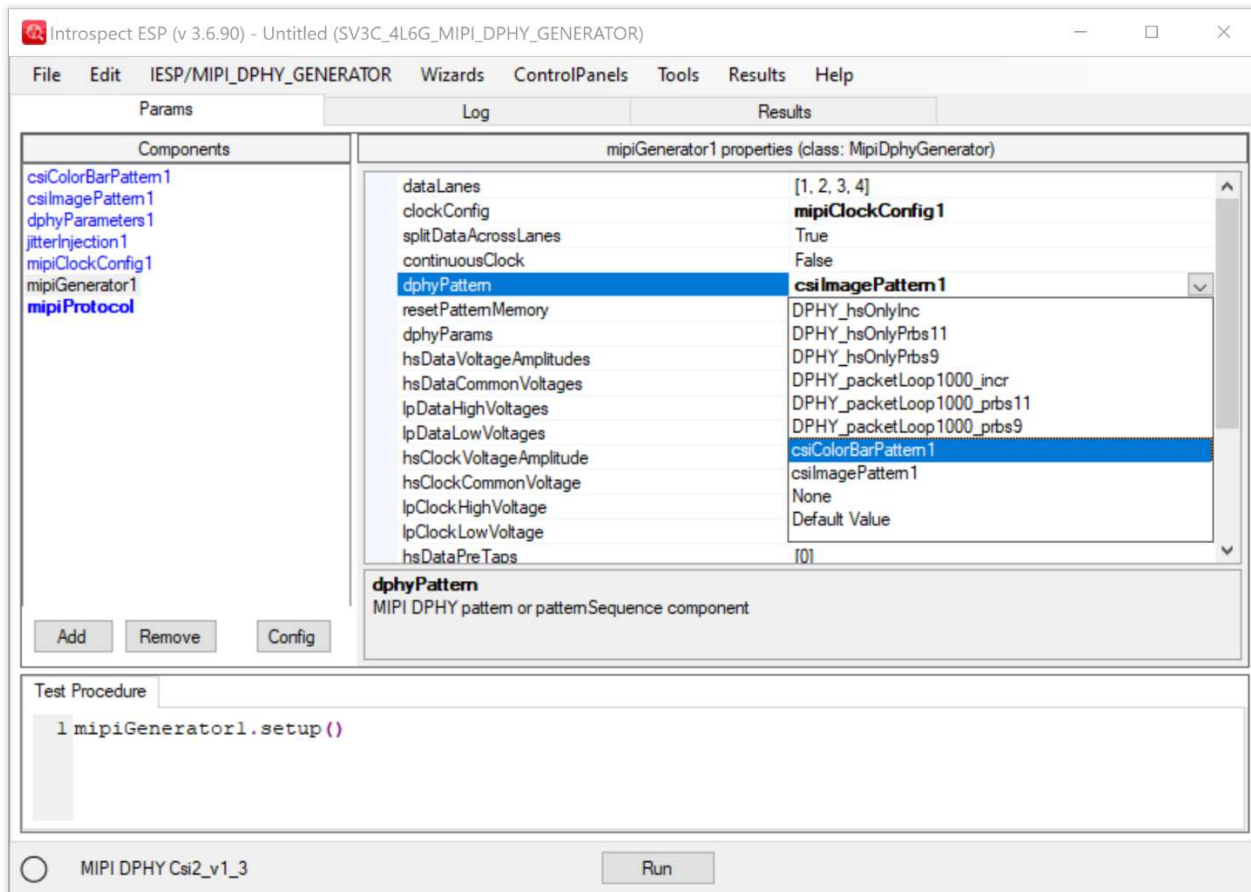 Introspect ESP (v 3.6.90) - Untitled (SV3C_4L6G_MIPI_DPHY_GENERATOR)
File Edit IESP/MIPI_DPHY_GENERATOR Wizards ControlPanels Tools Results Help
Params Log Results
Components
csiColorBarPattern1
csiImagePattern1
dphyParameters1
jitterInjection1
mipiClockConfig1
mipiGenerator1
mipiProtocol
Add Remove Config
mipiGenerator1 properties (class: MipiDphyGenerator)
dataLanes [1, 2, 3, 4]
clockConfig mipiClockConfig1
splitDataAcrossLanes True
continuousClock False
dphyPattern csiImagePattern1
resetPatternMemory
dphyParams
hsDataVoltageAmplitudes
hsDataCommonVoltages
lpDataHighVoltages
lpDataLowVoltages
hsClockVoltageAmplitude
hsClockCommonVoltage
lpClockHighVoltage
lpClockLowVoltage
hsDataPreTaps [0]
DPHY_hsOnlyInc
DPHY_hsOnlyPrbs11
DPHY_hsOnlyPrbs9
DPHY_packetLoop1000_incr
DPHY_packetLoop1000_prbs11
DPHY_packetLoop1000_prbs9
csiColorBarPattern1
csiImagePattern1
None
Default Value
dphyPattern
MIPI DPHY pattern or patternSequence component
Test Procedure
1 mipiGenerator1.setup()
MIPI DPHY Csi2_v1_3 Run